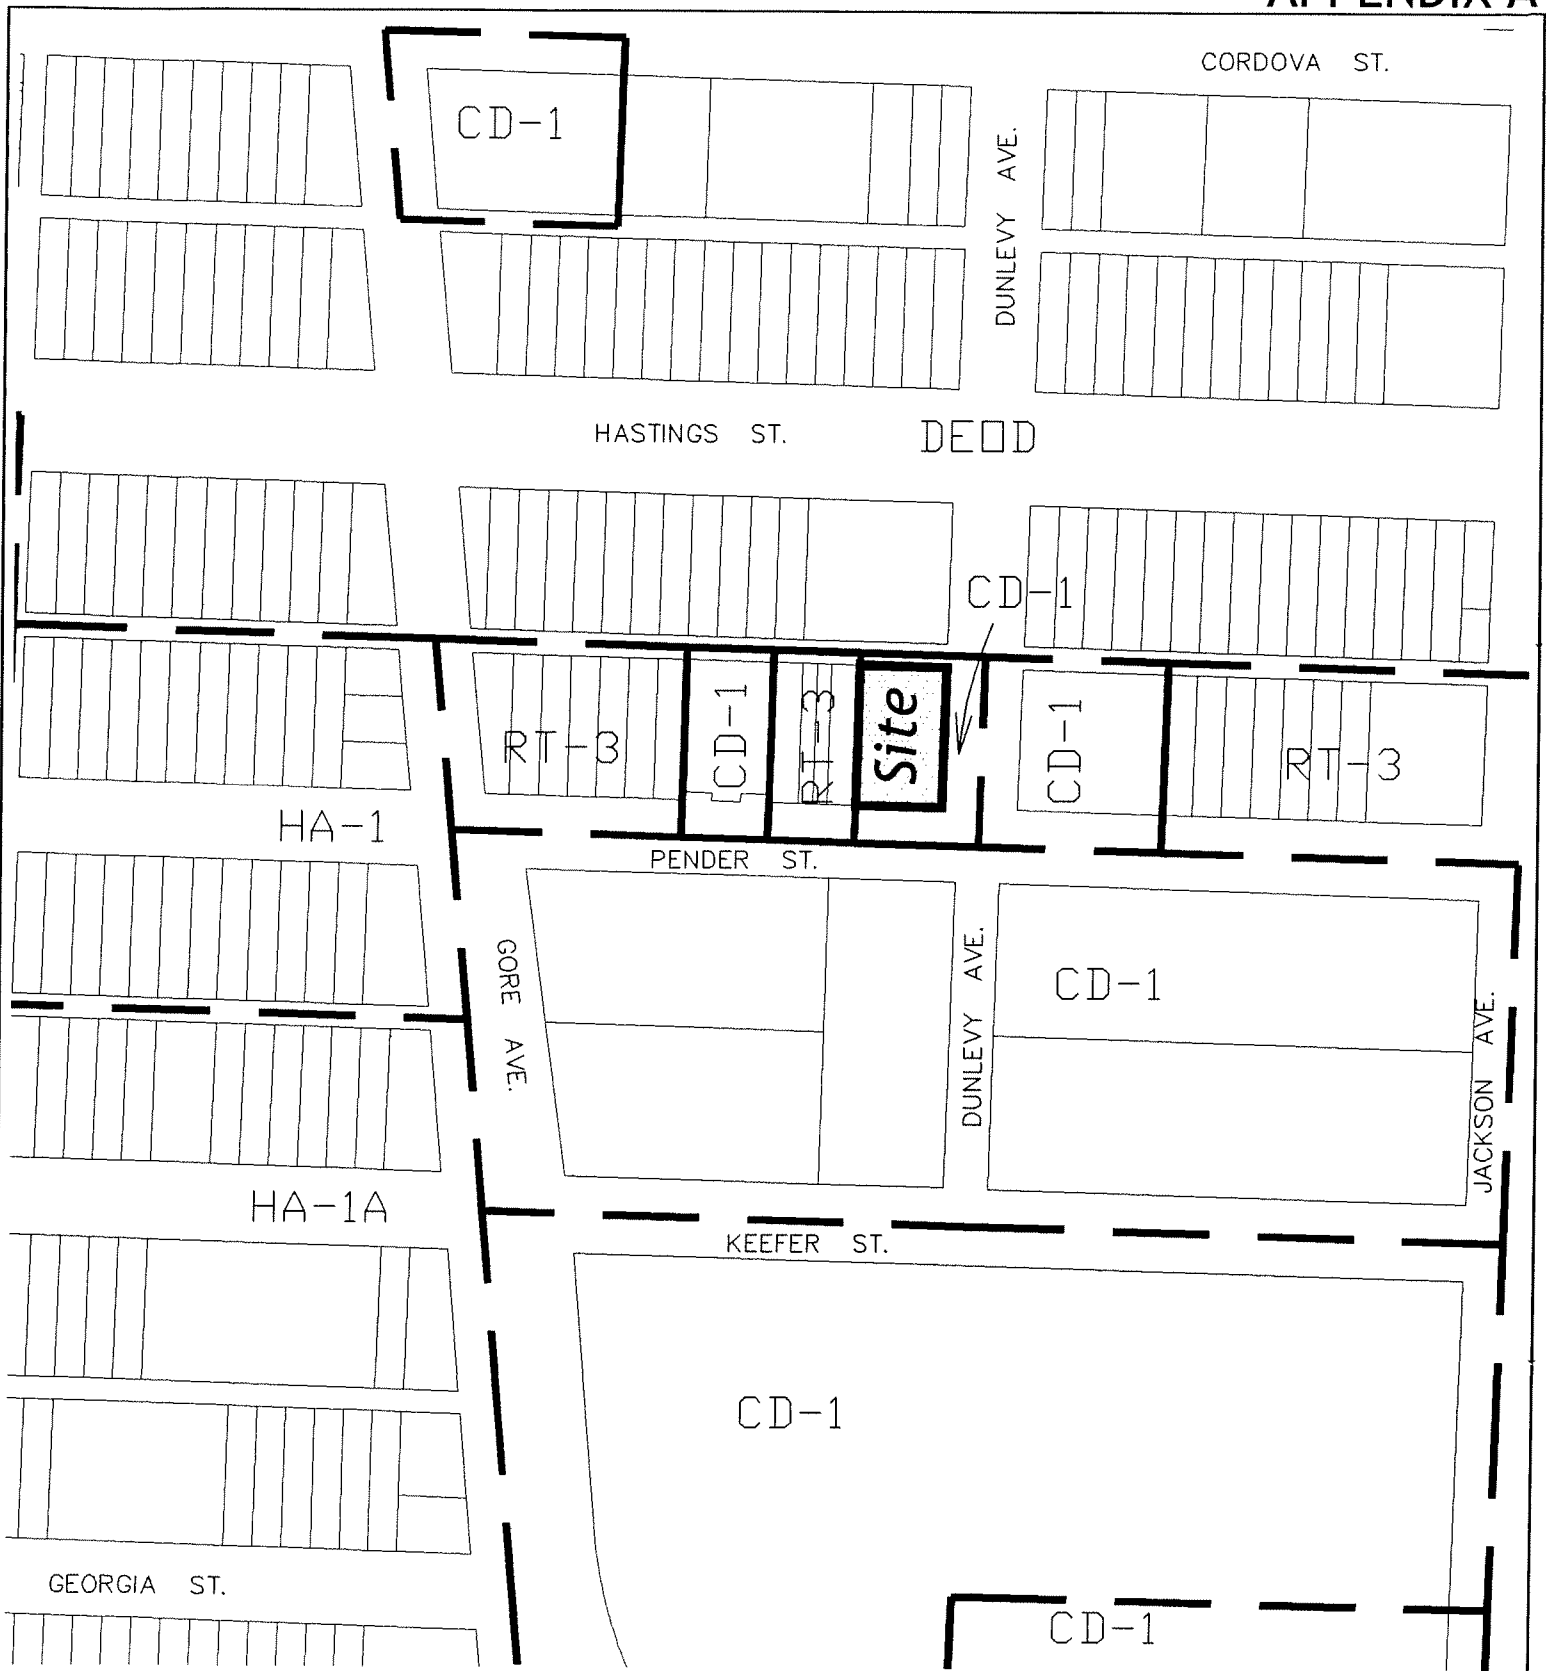 APPENDIX A
CORDOVA ST.
CD-1
DUNLEVY AVE.
HASTINGS ST.
DEOD
CD-1
RT-3
CD-1
RT-3
Site
CD-1
RT-3
HA-1
PENDER ST.
GORE AVE.
DUNLEVY AVE.
CD-1
JACKSON AVE.
HA-1A
KEEFER ST.
CD-1
GEORGIA ST.
CD-1